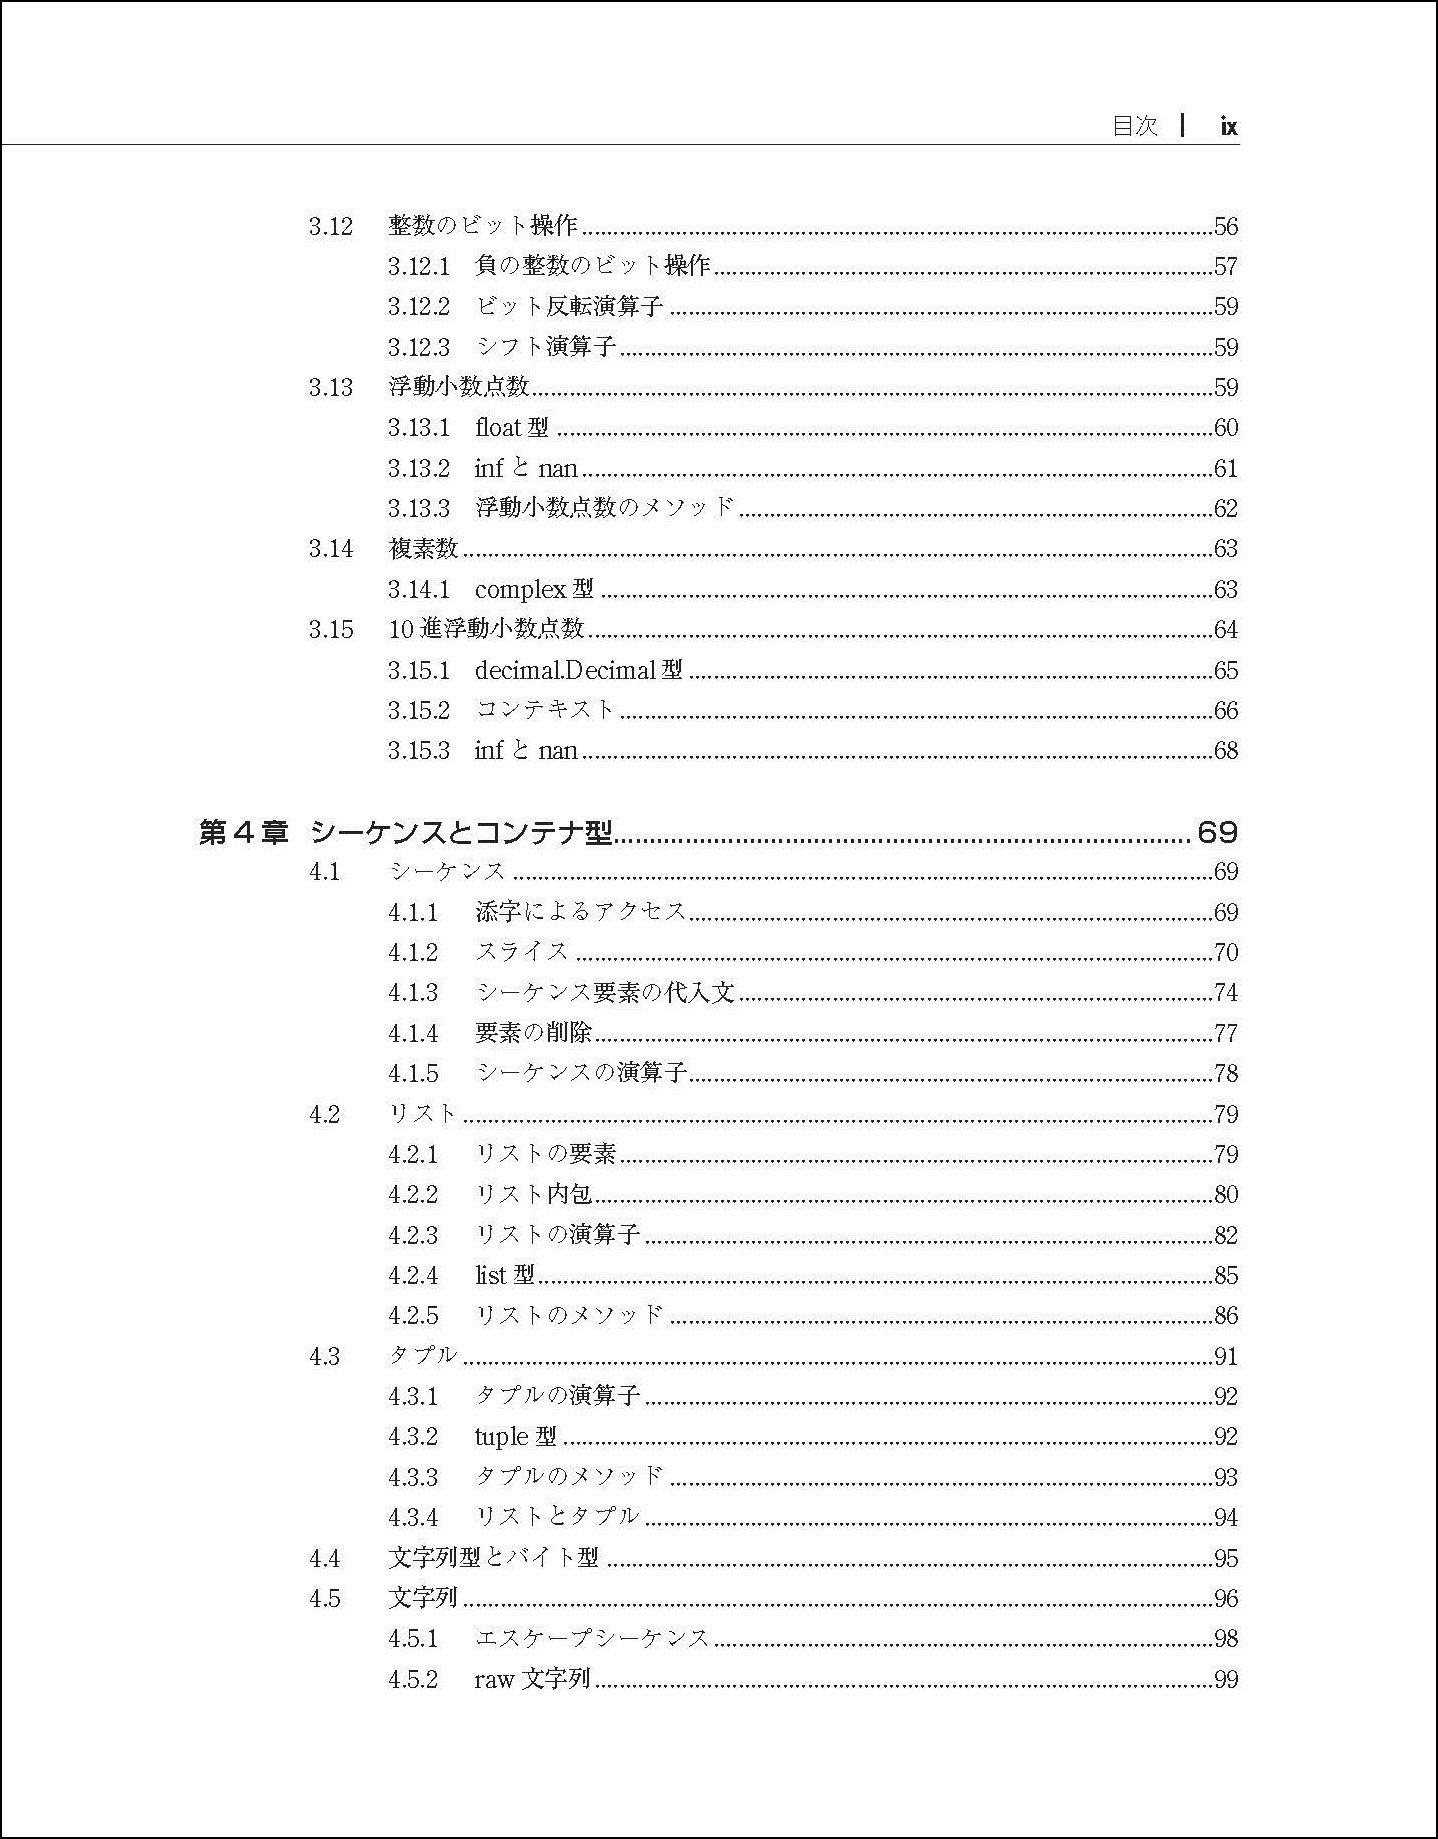 目次 | ix
3.12 整数のビット操作 56
3.12.1 負の整数のビット操作 57
3.12.2 ビット反転演算子 59
3.12.3 シフト演算子 59
3.13 浮動小数点数 59
3.13.1 float 型 60
3.13.2 inf と nan 61
3.13.3 浮動小数点数のメソッド 62
3.14 複素数 63
3.14.1 complex 型 63
3.15 10 進浮動小数点数 64
3.15.1 decimal.Decimal 型 65
3.15.2 コンテキスト 66
3.15.3 inf と nan 68
第 4 章 シーケンスとコンテナ型 69
4.1 シーケンス 69
4.1.1 添字によるアクセス 69
4.1.2 スライス 70
4.1.3 シーケンス要素の代入文 74
4.1.4 要素の削除 77
4.1.5 シーケンスの演算子 78
4.2 リスト 79
4.2.1 リストの要素 79
4.2.2 リスト内包 80
4.2.3 リストの演算子 82
4.2.4 list 型 85
4.2.5 リストのメソッド 86
4.3 タプル 91
4.3.1 タプルの演算子 92
4.3.2 tuple 型 92
4.3.3 タプルのメソッド 93
4.3.4 リストとタプル 94
4.4 文字列型とバイト型 95
4.5 文字列 96
4.5.1 エスケープシーケンス 98
4.5.2 raw 文字列 99